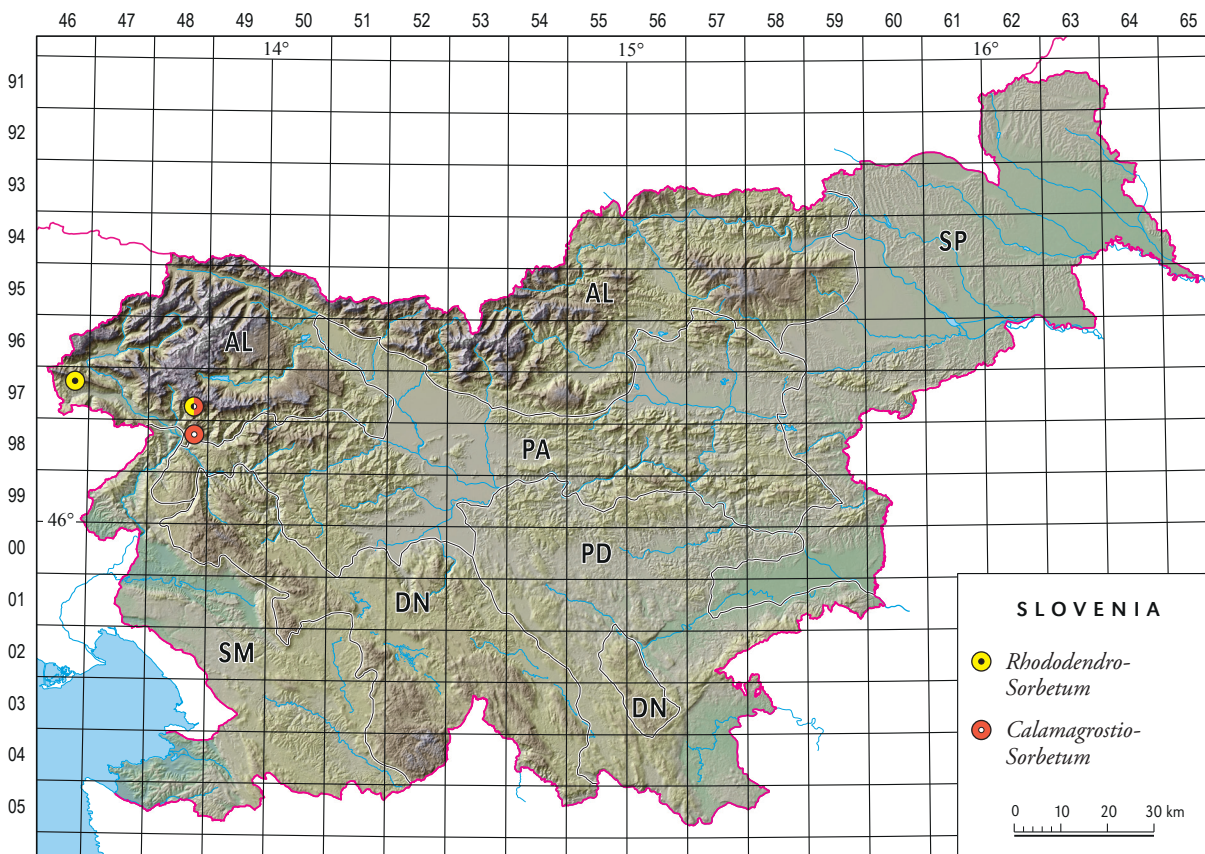 46 47 48 49 50 51 52 53 54 55 56 57 58 59 60 61 62 63 64 65
14° 15° 16°
91
92
93
94
SP
95
AL
96
AL
97
98
PA
99
46°
00
PD
01
DN
02
SM
03
DN
04
05
SLOVENIA
Rhododendro-
Sorbetum
Calamagrostio-
Sorbetum
0 10 20 30 km